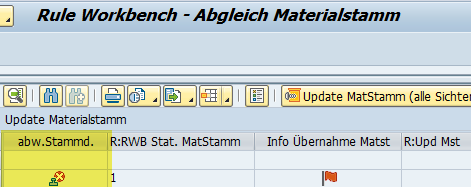 Rule Workbench - Abgleich Materialstamm
Update MatStamm (alle Sichten
Update Materialstamm
abw.Stammd. R:RWB Stat. MatStamm Info Übernahme Matst R:Upd Mst
1